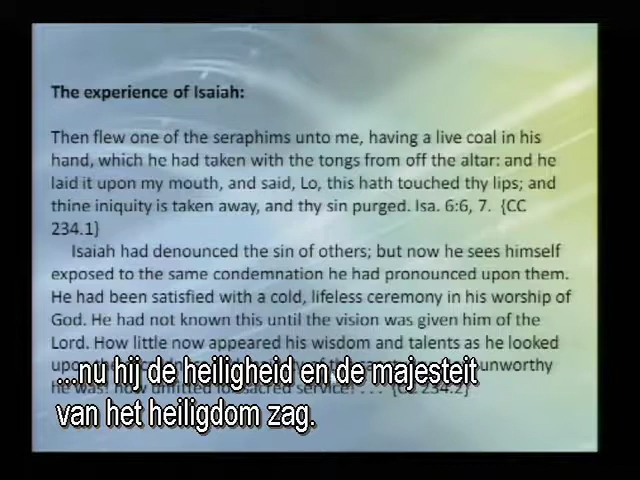 The experience of Isaiah:
Then flew one of the seraphims unto me, having a live coal in his
hand, which he had taken with the tongs from off the altar: and he
laid it upon my mouth, and said, Lo, this hath touched thy lips; and
thine iniquity is taken away, and thy sin purged. Isa. 6:6, 7.  {CC
234.1}
Isaiah had denounced the sin of others; but now he sees himself
exposed to the same condemnation he had pronounced upon them.
He had been satisfied with a cold, lifeless ceremony in his worship of
God. He had not known this until the vision was given him of the
Lord. How little now appeared his wisdom and talents as he looked
unworthy
{CC 234.2}
...nu hij de heiligheid en de majesteit
van het heiligdom zag.